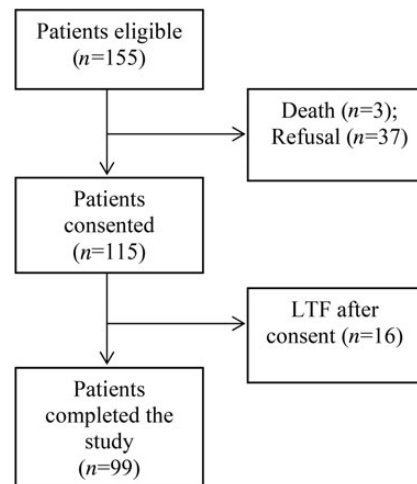 Patients eligible
(n=155)
Death (n=3);
Refusal (n=37)
Patients
consented
(n=115)
LTF after
consent (n=16)
Patients
completed the
study
(n=99)